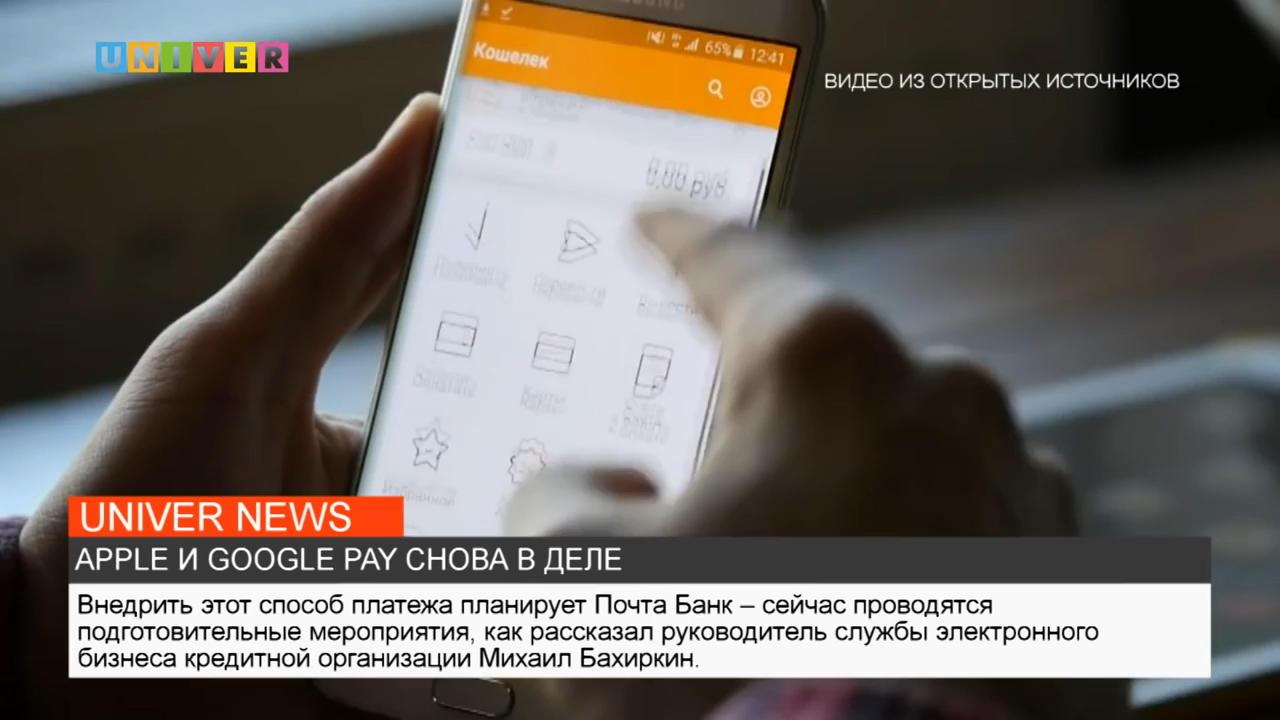 UNIVER
ВИДЕО ИЗ ОТКРЫТЫХ ИСТОЧНИКОВ
65% 12:41
Кошелек
0,00 руб
Избранное
UNIVER NEWS
APPLE И GOOGLE PAY СНОВА В ДЕЛЕ
Внедрить этот способ платежа планирует Почта Банк – сейчас проводятся
подготовительные мероприятия, как рассказал руководитель службы электронного
бизнеса кредитной организации Михаил Бахиркин.